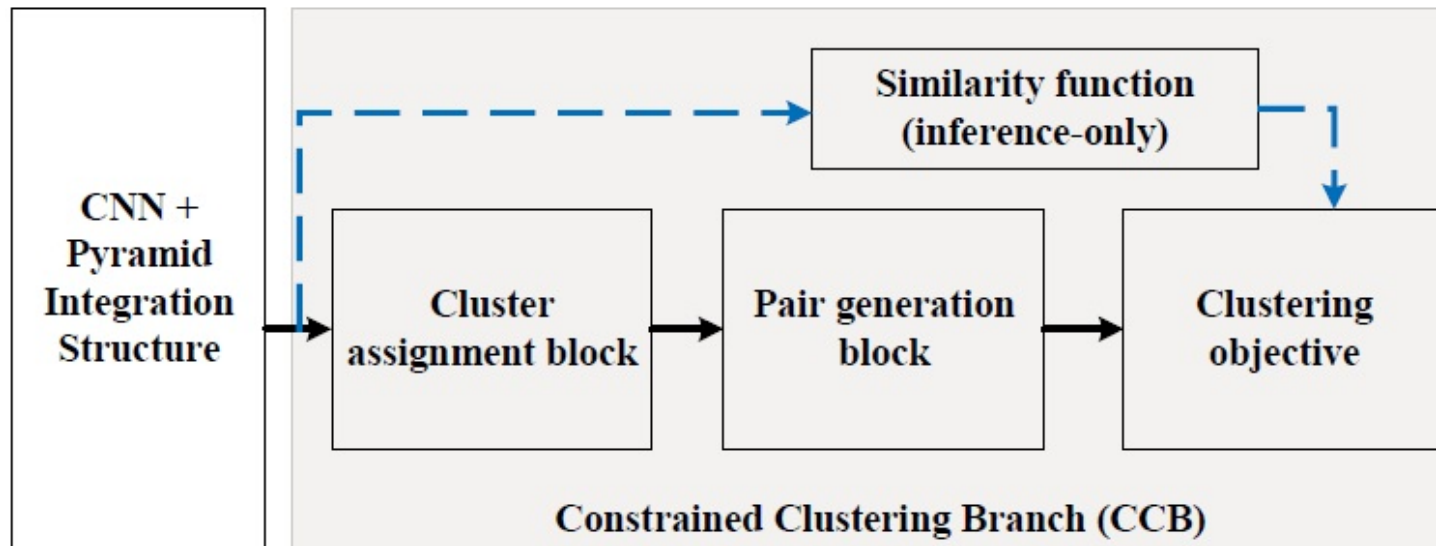 CNN +
Pyramid
Integration
Structure
Similarity function
(inference-only)
Cluster
assignment block
Pair generation
block
Clustering
objective
Constrained Clustering Branch (CCB)